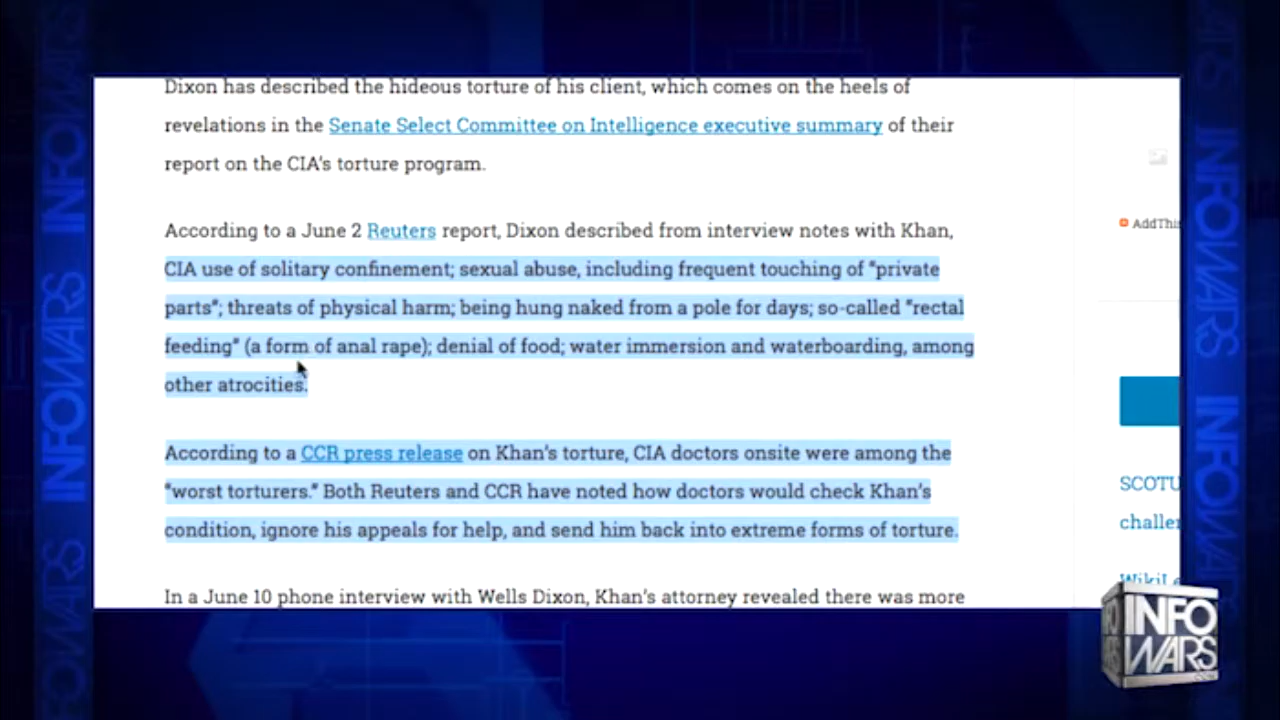 Dixon has described the hideous torture of his client, which comes on the heels of
revelations in the Senate Select Committee on Intelligence executive summary of their
report on the CIA's torture program.
According to a June 2 Reuters report, Dixon described from interview notes with Khan,
CIA use of solitary confinement; sexual abuse, including frequent touching of "private
parts"; threats of physical harm; being hung naked from a pole for days; so-called "rectal
feeding" (a form of anal rape); denial of food; water immersion and waterboarding, among
other atrocities.
According to a CCR press release on Khan's torture, CIA doctors onsite were among the
"worst torturers." Both Reuters and CCR have noted how doctors would check Khan's
condition, ignore his appeals for help, and send him back into extreme forms of torture.
In a June 10 phone interview with Wells Dixon, Khan's attorney revealed there was more
AddThis
SCOTU
challer
WikiLe
INFO
WARS
.COM
INFOWARS
INFOWARS
INFOWARS
INFOWARS